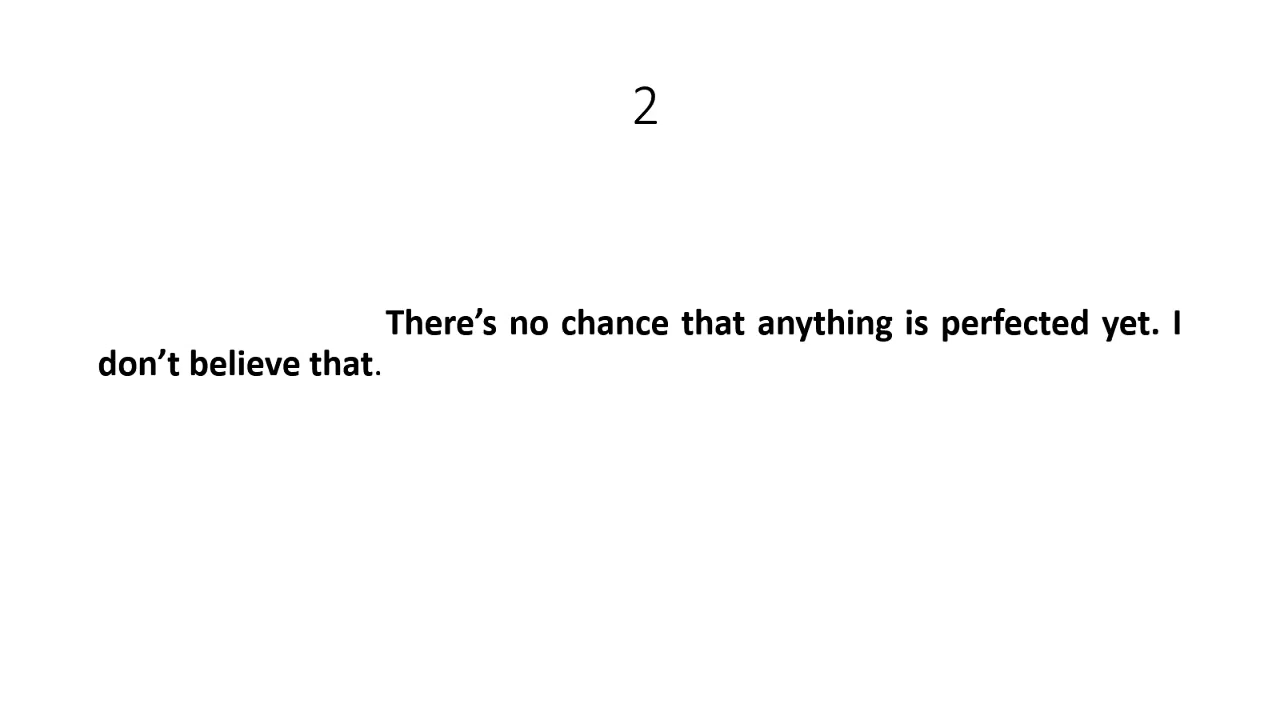 2
There’s no chance that anything is perfected yet. I
don’t believe that.